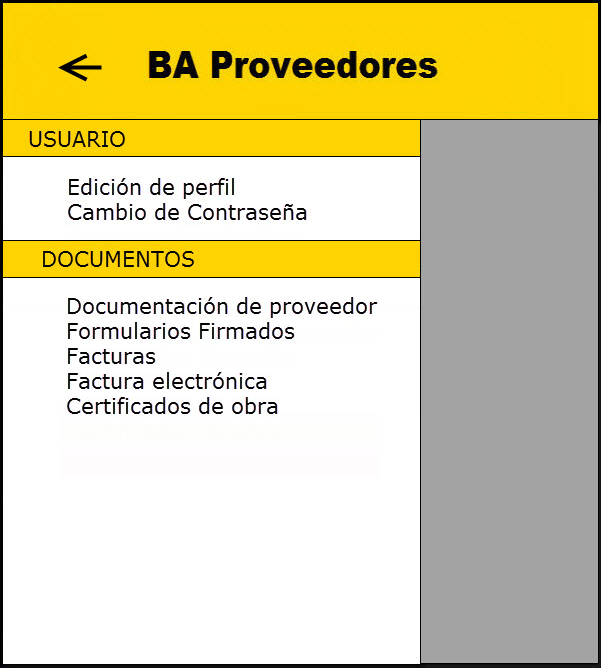 BA Proveedores
USUARIO
Edición de perfil
Cambio de Contraseña
DOCUMENTOS
Documentación de proveedor
Formularios Firmados
Facturas
Factura electrónica
Certificados de obra